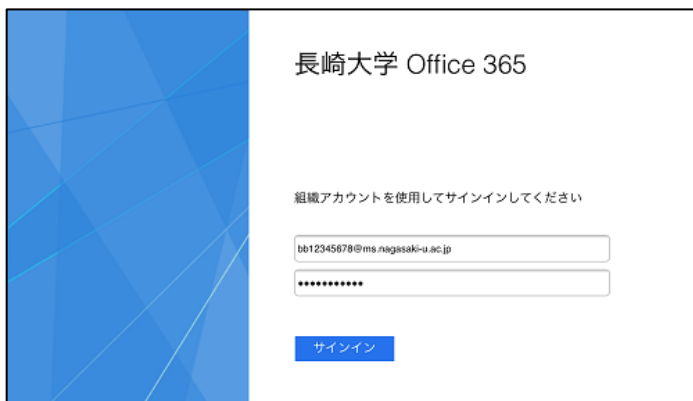 長崎大学 Office 365
組織アカウントを使用してサインインしてください
bb12345678@ms.nagasaki-u.ac.jp
•••••••••••
サインイン